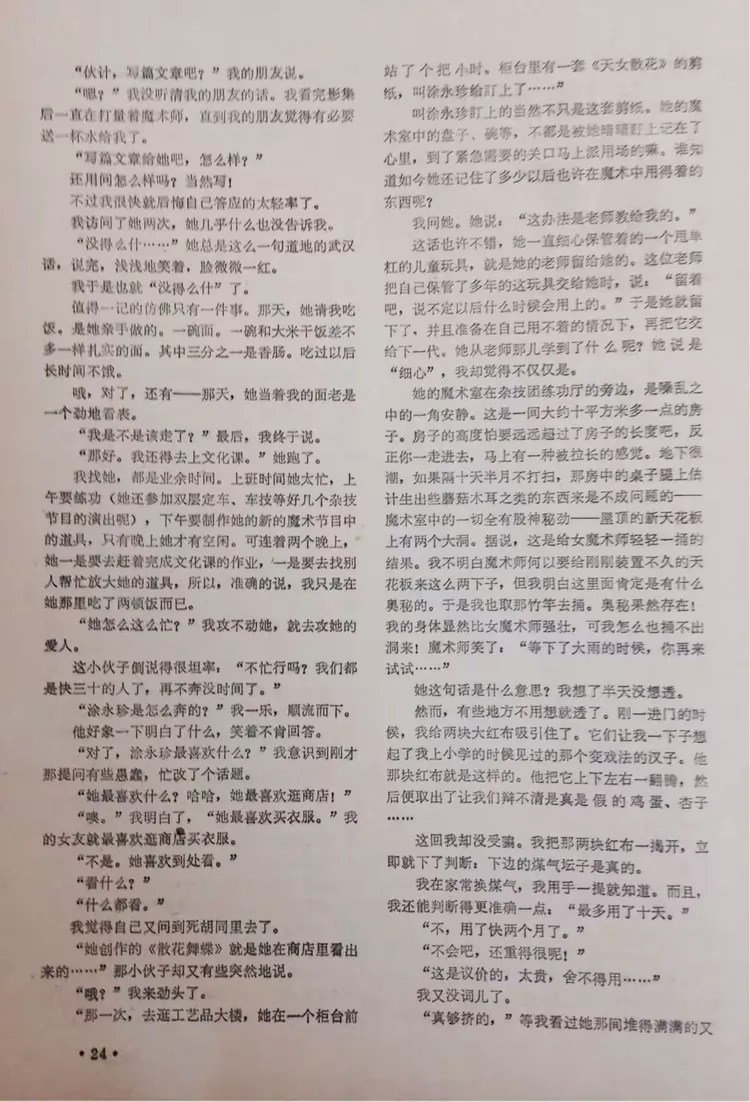 “伙计，写篇文章吧？”我的朋友说。
“嗯？”我没听清我的朋友的话。我看完影集
后一直在打量着魔术师，直到我的朋友觉得有必要
送一杯水给我了。
“写篇文章给她吧，怎么样？”
还用问怎么样吗？当然写！
不过我很快就后悔自己答应的太轻率了。
我访问了她两次，她几乎什么也没告诉我。
“没得么什……”她总是这么一句道地的武汉
话，说完，浅浅地笑着，脸微微一红。
我于是也就“没得么什”了。
值得一记的仿佛只有一件事。那天，她请我吃
饭。是她亲手做的。一碗面。一碗和大米干饭差不
多一样扎实的面。其中三分之一是香肠。吃过以后
长时间不饿。
哦，对了，还有——那天，她当着我的面老是
一个劲地看表。
“我是不是该走了？”最后，我终于说。
“那好。我还得去上文化课。”她跑了。
我找她，都是业余时间。上班时间她太忙，上
午要练功（她还参加双层定车、车技等好几个杂技
节目的演出呢），下午要制作她的新的魔术节目中
的道具，只有晚上她才有空闲。可连着两个晚上，
她一是要去赶着完成文化课的作业，一是要去找别
人帮忙放大她的道具，所以，准确的说，我只是在
她那里吃了两顿饭而已。
“她怎么这么忙？”我攻不动她，就去攻她的
爱人。
这小伙子倒说得很坦率，“不忙行吗？我们都
是快三十的人了，再不奔没时间了。”
“涂永珍是怎么奔的？”我一乐，顺流而下。
他好象一下明白了什么，笑着不肯回答。
“对了，涂永珍最喜欢什么？”我意识到刚才
那提问有些愚蠢，忙改了个话题。
“她最喜欢什么？哈哈，她最喜欢逛商店！”
“噢。”我明白了，“她最喜欢买衣服。”我
的女友就最喜欢逛商店买衣服。
“不是。她喜欢到处看。”
“看什么？”
“什么都看。”
我觉得自己又问到死胡同里去了。
“她创作的《散花舞蝶》就是她在商店里看出
来的……”那小伙子却又有些突然地说。
“哦？”我来劲头了。
“那一次，去逛工艺品大楼，她在一个柜台前
·24·
站了个把小时。柜台里有一套《天女散花》的剪
纸，叫涂永珍给盯上了……”
叫涂永珍盯上的当然不只是这套剪纸。她的魔
术室中的盘子、碗等，不都是被她暗暗盯上记在了
心里，到了紧急需要的关口马上派用场的嘛。谁知
道如今她还记住了多少以后也许在魔术中用得着的
东西呢？
我问她。她说：“这办法是老师教给我的。”
这话也许不错，她一直细心保管着的一个甩单
杠的儿童玩具，就是她的老师留给她的。这位老师
把自己保管了多年的这玩具交给她时，说：“留着
吧，说不定以后什么时候会用上的。”于是她就留
下了，并且准备在自己用不着的情况下，再把它交
给下一代。她从老师那儿学到了什么呢？她说是
“细心”，我却觉得不仅仅是。
她的魔术室在杂技团练功厅的旁边，是嗓乱之
中的一角安静。这是一间大约十平方米多一点的房
子。房子的高度怕要远远超过了房子的长度吧，反
正你一走进去，马上有一种被拉长的感觉。地下很
潮，如果隔十天半月不打扫，那房中的桌子腿上估
计生出些蘑菇木耳之类的东西来是不成问题的——
魔术室中的一切全有股神秘劲——屋顶的新天花板
上有两个大洞。据说，这是给女魔术师轻轻一捅的
结果。我不明白魔术师何以要给刚刚装置不久的天
花板来这么两下子，但我明白这里面肯定是有什么
奥秘的。于是我也取那竹竿去捅。奥秘果然存在！
我的身体显然比女魔术师强壮，可我怎么也捅不出
洞来！魔术师笑了：“等下了大雨的时候，你再来
试试……”
她这句话是什么意思？我想了半天没想透。
然而，有些地方不用想就透了。刚一进门的时
候，我给两块大红布吸引住了。它们让我一下子想
起了我上小学的时候见过的那个变戏法的汉子。他
那块红布就是这样的。他把它上下左右一翻腾，然
后便取出了让我们辩不清是真是假的鸡蛋、杏子
……
这回我却没受骗。我把那两块红布一揭开，立
即就下了判断：下边的煤气坛子是真的。
我在家常换煤气，我用手一提就知道。而且，
我还能判断得更准确一点：“最多用了十天。”
“不，用了快两个月了。”
“不会吧，还重得很呢！”
“这是议价的，太贵，舍不得用……”
我又没词儿了。
“真够挤的，”等我看过她那间堆得满满的又